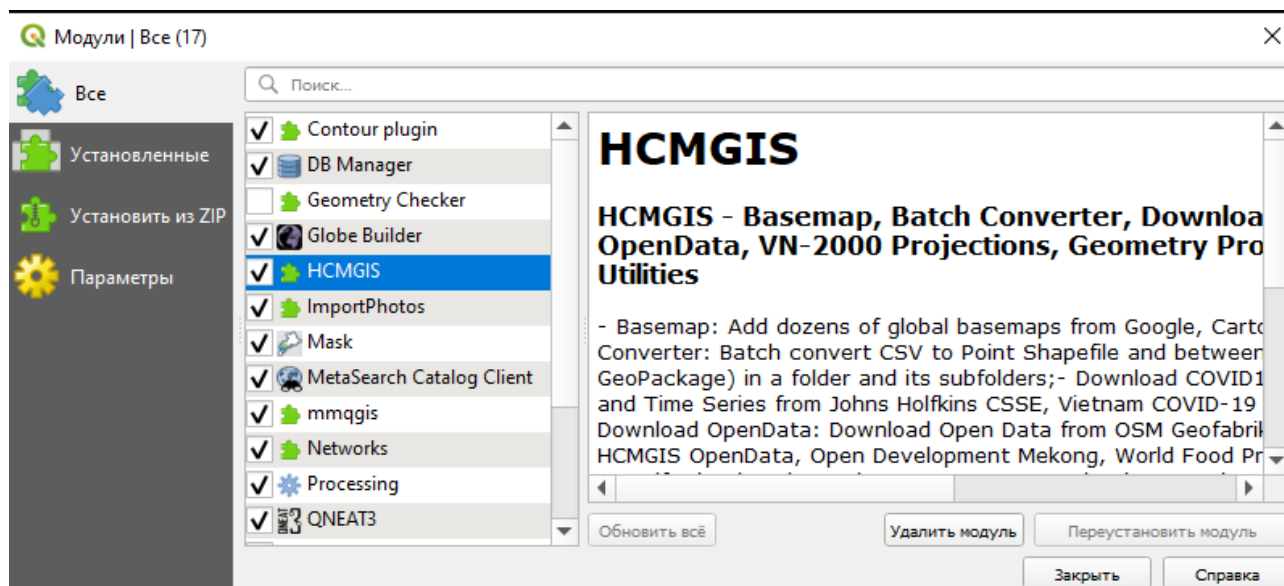 Модули | Все (17)
Все
Установленные
Установить из ZIP
Параметры
Поиск...
Contour plugin
DB Manager
Geometry Checker
Globe Builder
HCMGIS
ImportPhotos
Mask
MetaSearch Catalog Client
mmqgis
Networks
Processing
QNEAT3
HCMGIS
HCMGIS - Basemap, Batch Converter, Downloa
OpenData, VN-2000 Projections, Geometry Pro
Utilities
- Basemap: Add dozens of global basemaps from Google, Carto
Converter: Batch convert CSV to Point Shapefile and between
GeoPackage) in a folder and its subfolders;- Download COVID1
and Time Series from Johns Holfkins CSSE, Vietnam COVID-19
Download OpenData: Download Open Data from OSM Geofabrik
HCMGIS OpenData, Open Development Mekong, World Food Pr
Обновить всё
Удалить модуль
Переустановить модуль
Закрыть
Справка